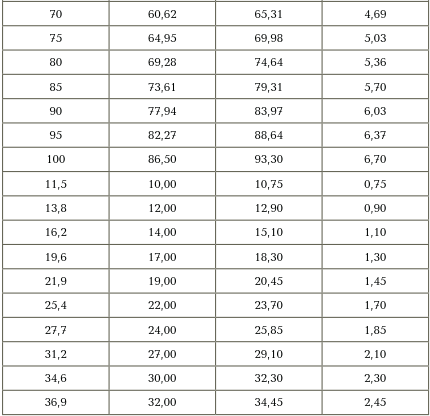 70 60,62 65,31 4,69
75 64,95 69,98 5,03
80 69,28 74,64 5,36
85 73,61 79,31 5,70
90 77,94 83,97 6,03
95 82,27 88,64 6,37
100 86,50 93,30 6,70
11,5 10,00 10,75 0,75
13,8 12,00 12,90 0,90
16,2 14,00 15,10 1,10
19,6 17,00 18,30 1,30
21,9 19,00 20,45 1,45
25,4 22,00 23,70 1,70
27,7 24,00 25,85 1,85
31,2 27,00 29,10 2,10
34,6 30,00 32,30 2,30
36,9 32,00 34,45 2,45